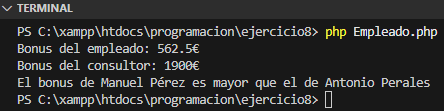 TERMINAL
PS C:\xampp\htdocs\programacion\ejercicio8> php Empleado.php
Bonus del empleado: 562.5€
Bonus del consultor: 1900€
El bonus de Manuel Pérez es mayor que el de Antonio Perales
PS C:\xampp\htdocs\programacion\ejercicio8>